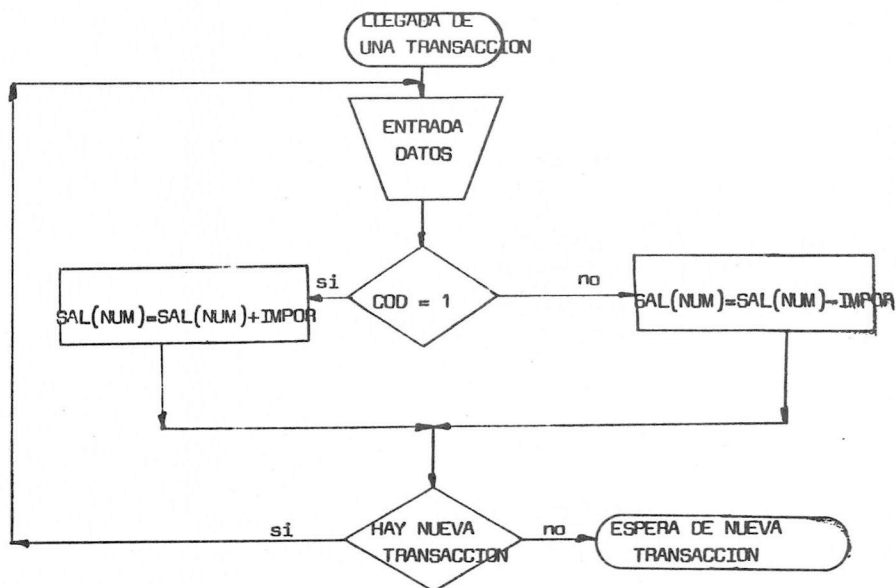 LLEGADA DE
UNA TRANSACCION
ENTRADA
DATOS
si
COD = 1
no
SAL(NUM)=SAL(NUM)+IMPOR
SAL(NUM)=SAL(NUM)-IMPOR
si
HAY NUEVA
TRANSACCION
no
ESPERA DE NUEVA
TRANSACCION